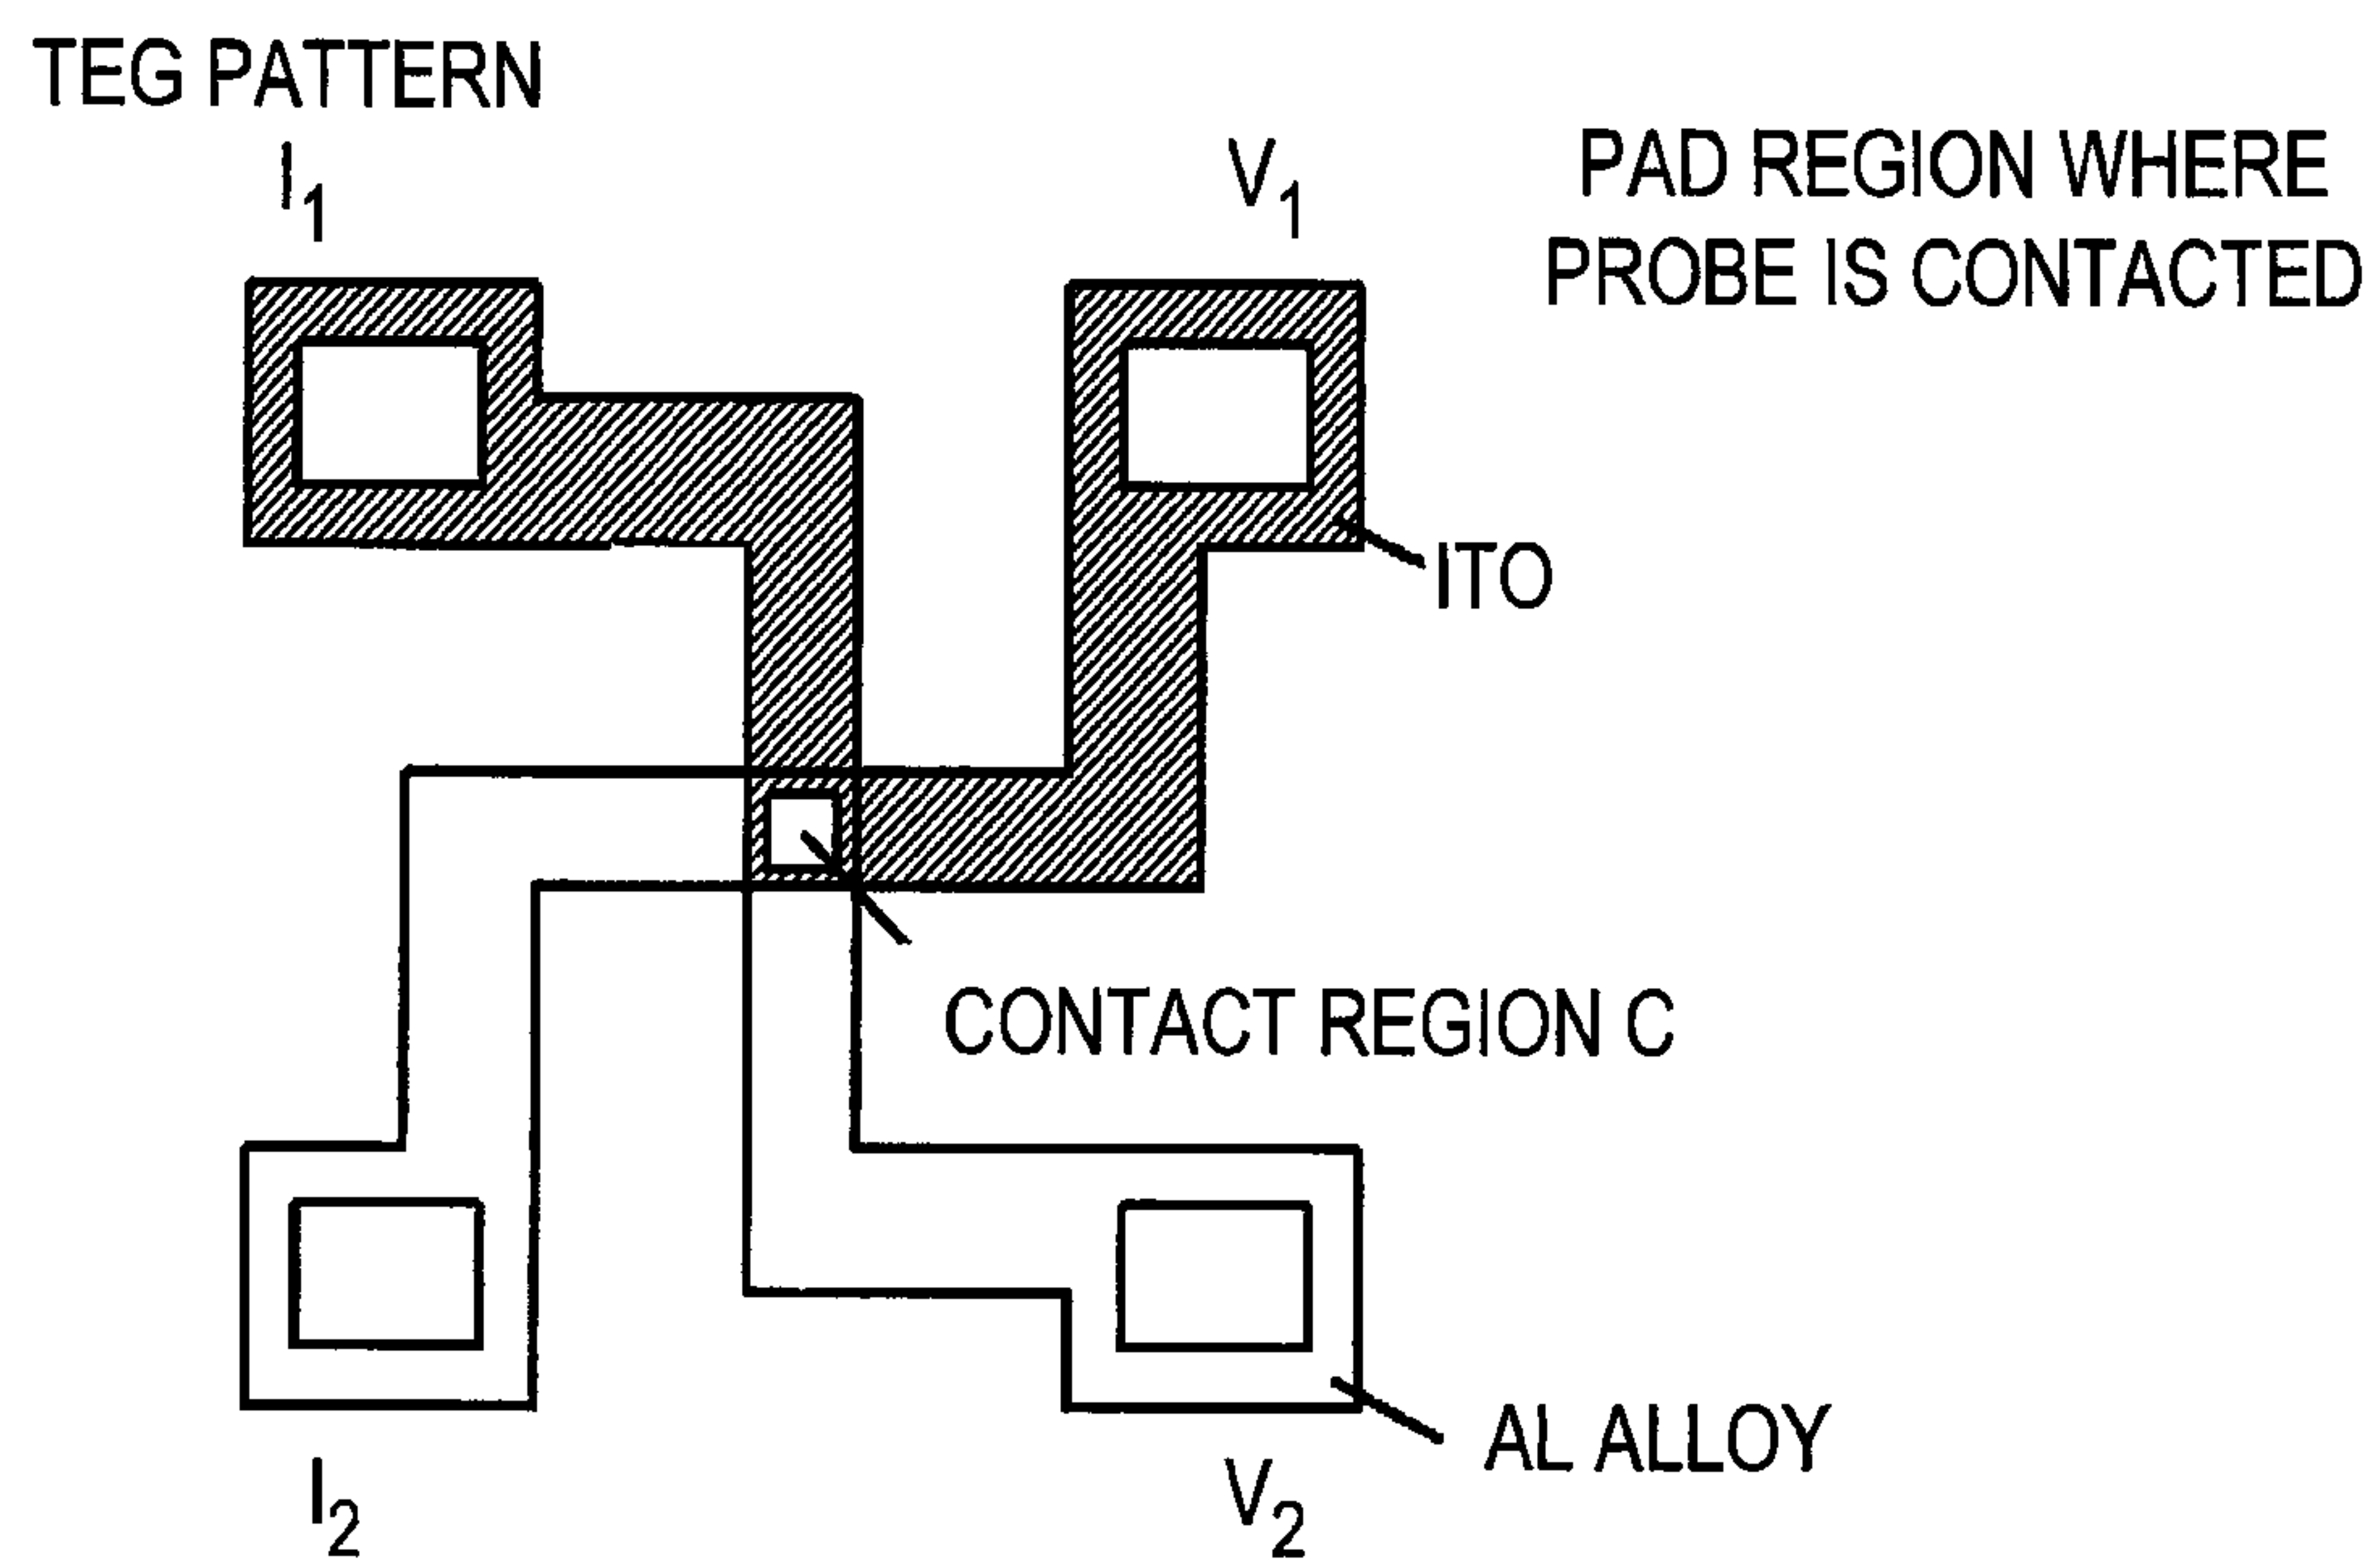 TEG PATTERN
I1
V1
PAD REGION WHERE
PROBE IS CONTACTED
ITO
CONTACT REGION C
AL ALLOY
I2
V2